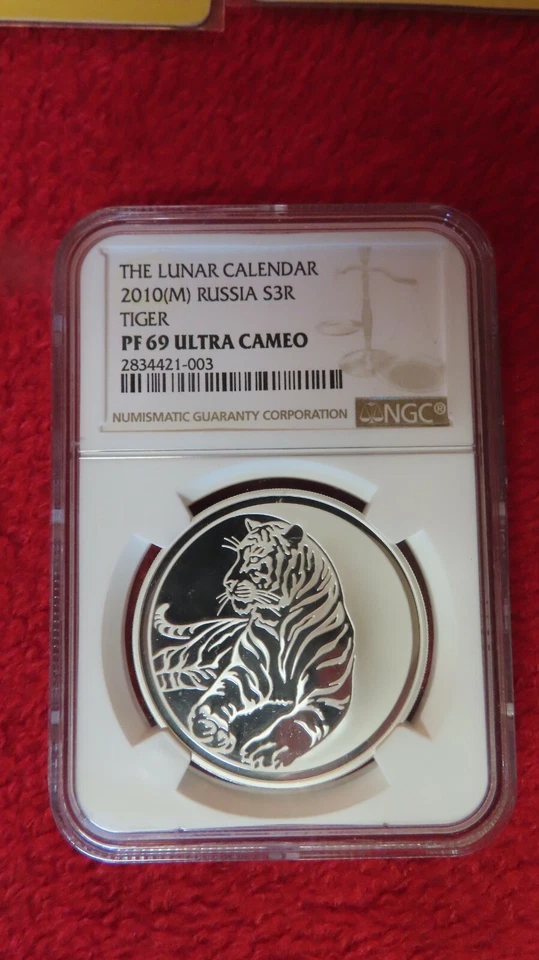 THE LUNAR CALENDAR
2010(M) RUSSIA S3R
TIGER
PF 69 ULTRA CAMEO
2834421-003
NUMISMATIC GUARANTY CORPORATION NGC®